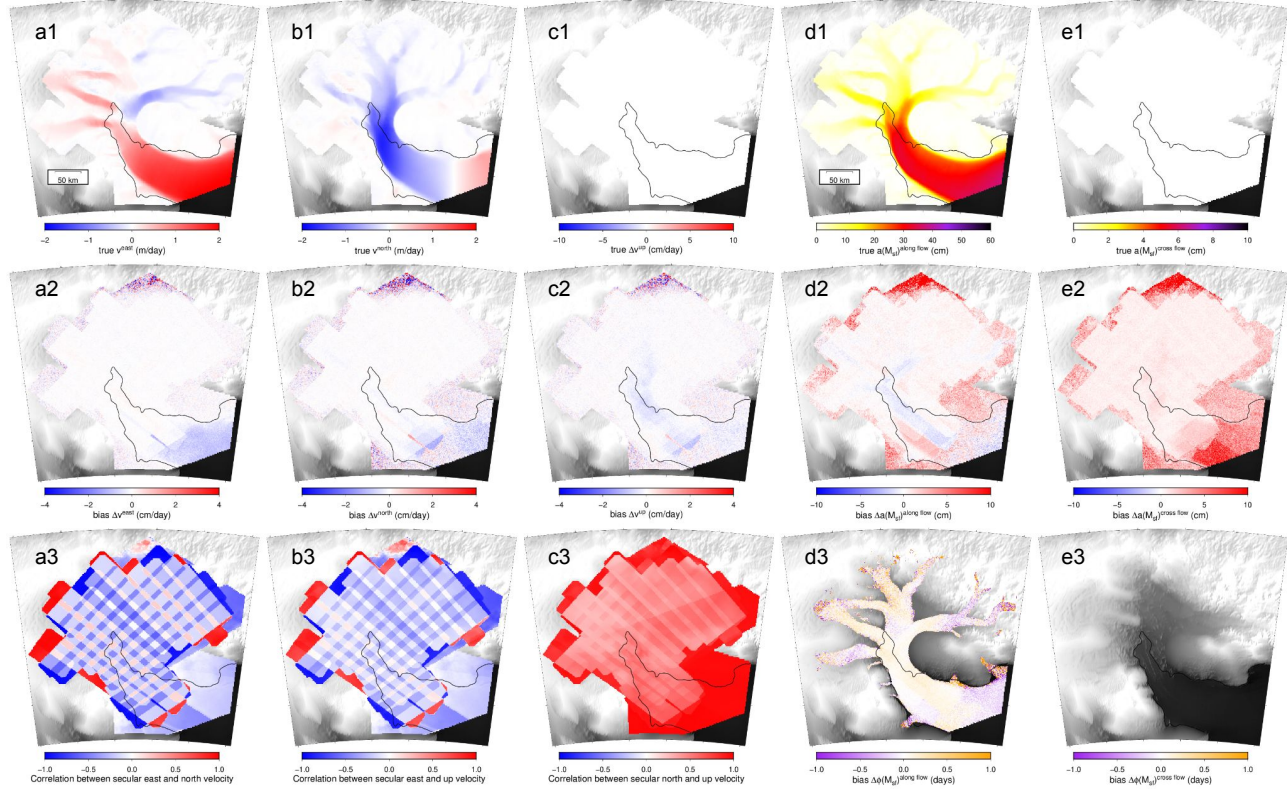 a1 b1 c1 d1 e1
50 km 50 km
−2 −1 0 1 2 −2 −1 0 1 2 −10 −5 0 5 10 0 10 20 30 40 50 60 0 2 4 6 8 10
true v^east (m/day) true v^north (m/day) true Δv^up (cm/day) true a(M_sf)^along flow (cm) true a(M_sf)^cross flow (cm)
a2 b2 c2 d2 e2
−4 −2 0 2 4 −4 −2 0 2 4 −4 −2 0 2 4 −10 −5 0 5 10 −10 −5 0 5 10
bias Δv^east (cm/day) bias Δv^north (cm/day) bias Δv^up (cm/day) bias Δa(M_sf)^along flow (cm) bias Δa(M_sf)^cross flow (cm)
a3 b3 c3 d3 e3
−1.0 −0.5 0.0 0.5 1.0 −1.0 −0.5 0.0 0.5 1.0 −1.0 −0.5 0.0 0.5 1.0 −1.0 −0.5 0.0 0.5 1.0 −1.0 −0.5 0.0 0.5 1.0
Correlation between secular east and north velocity Correlation between secular east and up velocity Correlation between secular north and up velocity bias Δϕ(M_sf)^along flow (days) bias Δϕ(M_sf)^cross flow (days)